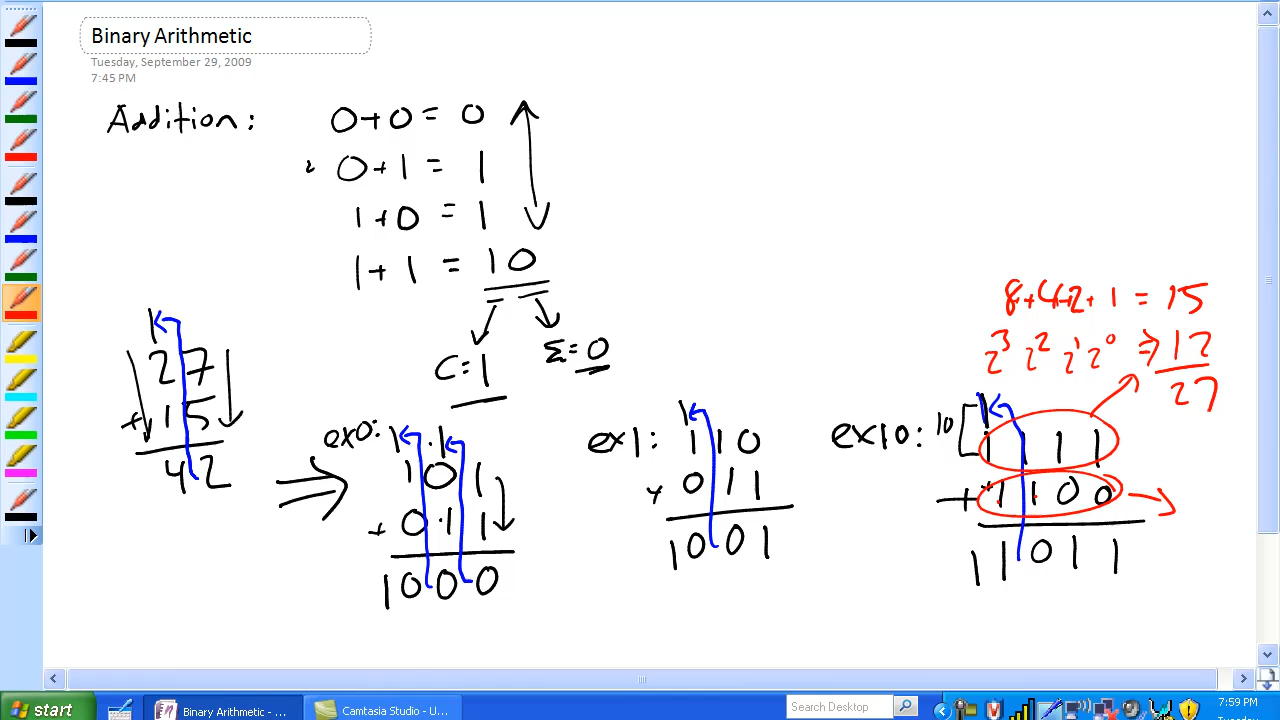 Binary Arithmetic
Tuesday, September 29, 2009
7:45 PM
Addition:
0+0 = 0
0+1 = 1
1+0 = 1
1+1 = 10
C=1
Σ=0
1
27
+15
42
ex0:
1 1
101
+ 011
1000
ex1:
1
110
+ 011
1001
8+4+2+1 = 15
2³ 2² 2¹ 2⁰ ⇒ 12
27
ex10:
10
1
1111
+ 1100
11011
start
Binary Arithmetic - ...
Camtasia Studio - U...
Search Desktop
7:59 PM
Tuesday